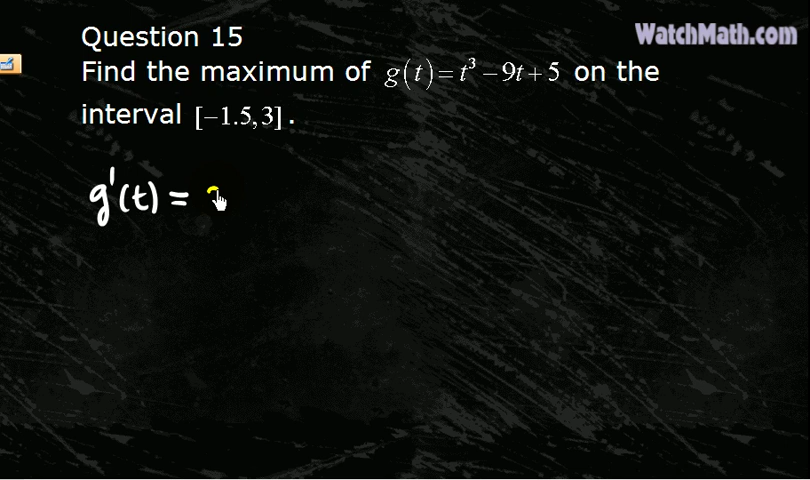 WatchMath.com
Question 15
Find the maximum of g(t) = t³ − 9t + 5 on the
interval [−1.5, 3].
g'(t) =